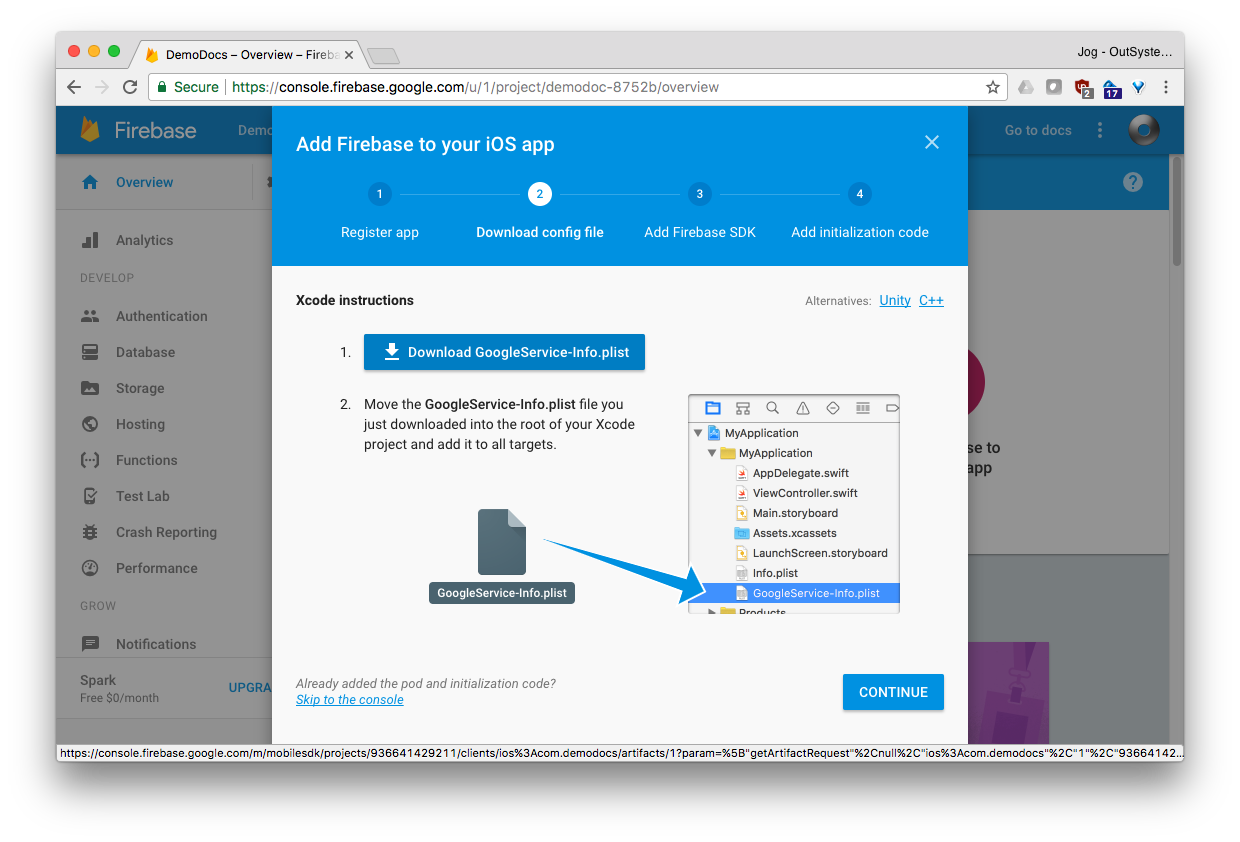 DemoDocs – Overview – Fireb
Jog - OutSyste...
Secure
https://console.firebase.google.com/u/1/project/demodoc-8752b/overview
2
17
Firebase
Demo
Go to docs
Add Firebase to your iOS app
1
2
3
4
Register app
Download config file
Add Firebase SDK
Add initialization code
Overview
Analytics
DEVELOP
Authentication
Database
Storage
Hosting
Functions
Test Lab
Crash Reporting
Performance
GROW
Notifications
Spark
Free $0/month
UPGRA
Xcode instructions
Alternatives: Unity C++
1. Download GoogleService-Info.plist
2. Move the GoogleService-Info.plist file you
just downloaded into the root of your Xcode
project and add it to all targets.
GoogleService-Info.plist
MyApplication
MyApplication
AppDelegate.swift
ViewController.swift
Main.storyboard
Assets.xcassets
LaunchScreen.storyboard
Info.plist
GoogleService-Info.plist
Products
se to
app
Already added the pod and initialization code?
Skip to the console
CONTINUE
https://console.firebase.google.com/m/mobilesdk/projects/936641429211/clients/ios%3Acom.demodocs/artifacts/1?param=%5B"getArtifactRequest"%2Cnull%2C"ios%3Acom.demodocs"%2C"1"%2C"93664142...